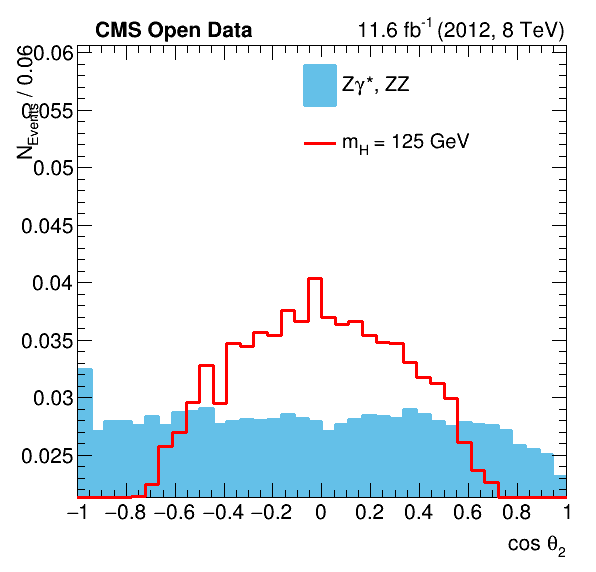 CMS Open Data 11.6 fb⁻¹ (2012, 8 TeV)
N_Events / 0.06
0.06
0.055
0.05
0.045
0.04
0.035
0.03
0.025
Zγ*, ZZ
m_H = 125 GeV
−1 −0.8 −0.6 −0.4 −0.2 0 0.2 0.4 0.6 0.8 1
cos θ₂